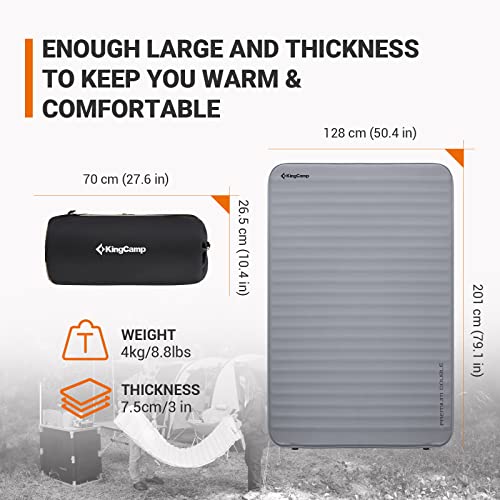 ENOUGH LARGE AND THICKNESS
TO KEEP YOU WARM &
COMFORTABLE
128 cm (50.4 in)
70 cm (27.6 in)
26.5 cm (10.4 in)
KingCamp
KingCamp
201 cm (79.1 in)
WEIGHT
4kg/8.8lbs
THICKNESS
7.5cm/3 in
PREMIUM DOUBLE